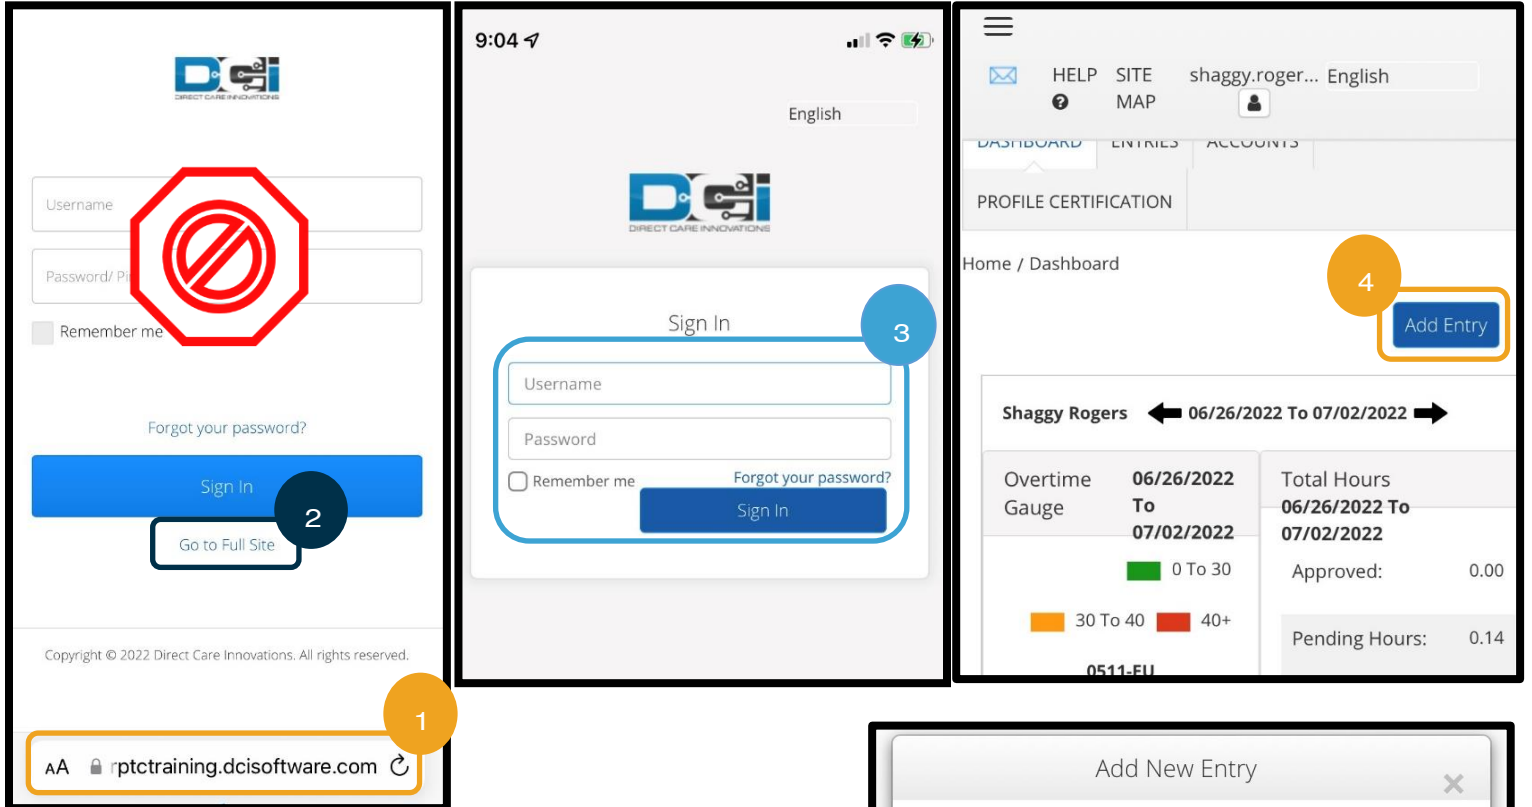 DCi
DIRECT CARE INNOVATIONS
Username
Password/ Pi
Remember me
Forgot your password?
Sign In
2
Go to Full Site
Copyright © 2022 Direct Care Innovations. All rights reserved.
1
AA rptctraining.dcisoftware.com
9:04
English
DCi
DIRECT CARE INNOVATIONS
Sign In
3
Username
Password
Remember me
Forgot your password?
Sign In
HELP SITE MAP shaggy.roger... English
DASHBOARD ENTRIES ACCOUNTS
PROFILE CERTIFICATION
Home / Dashboard
4
Add Entry
Shaggy Rogers 06/26/2022 To 07/02/2022
Overtime Gauge
06/26/2022
To
07/02/2022
0 To 30
30 To 40 40+
0511-EU
Total Hours
06/26/2022 To
07/02/2022
Approved: 0.00
Pending Hours: 0.14
Add New Entry ×